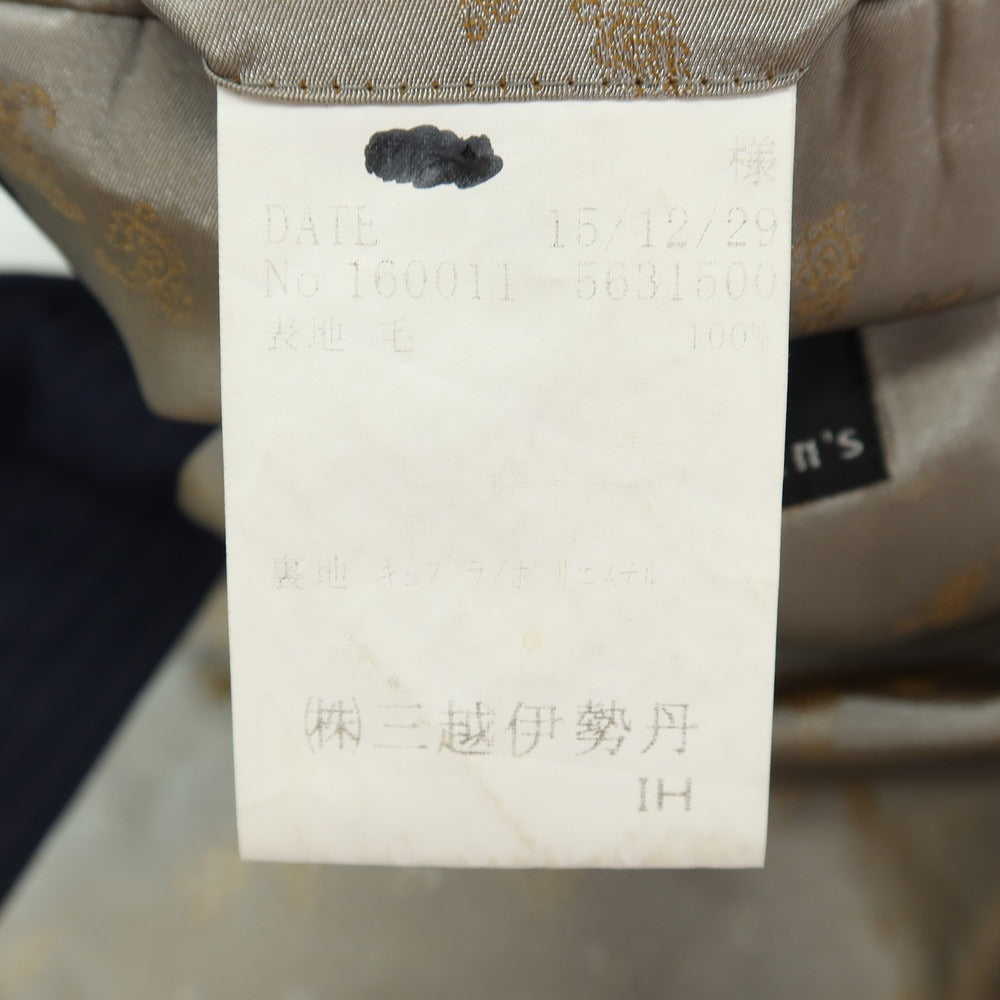 様
DATE 15/12/29
No 160011 5631500
表地 毛 100%
n's
裏地 キュプラ/ポリエステル
㈱三越伊勢丹
IH